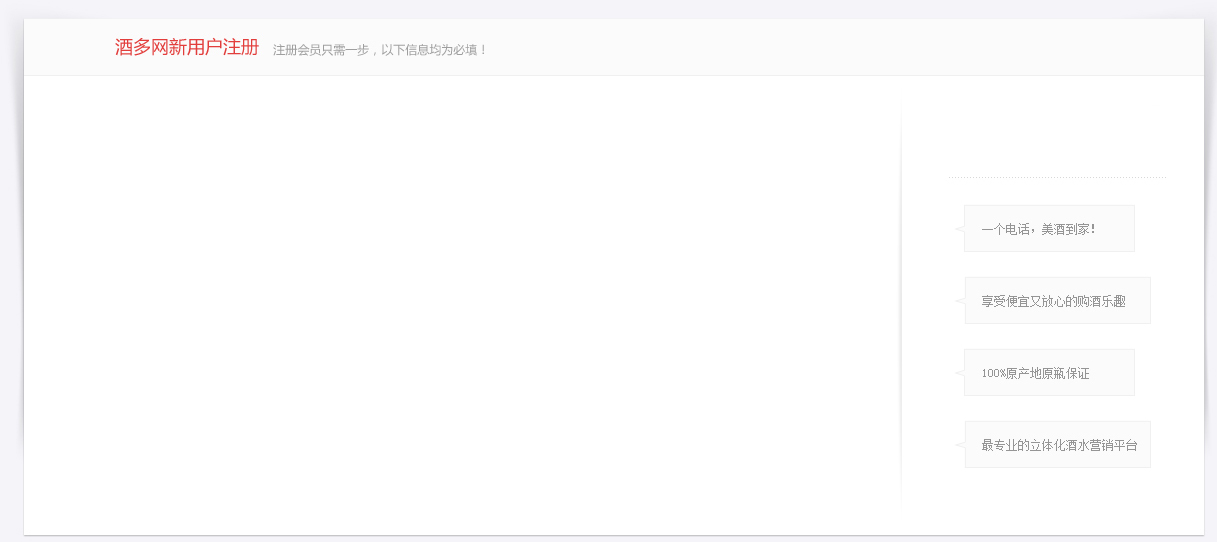 酒多网新用户注册 注册会员只需一步，以下信息均为必填！
一个电话，美酒到家！
享受便宜又放心的购酒乐趣
100%原产地原瓶保证
最专业的立体化酒水营销平台